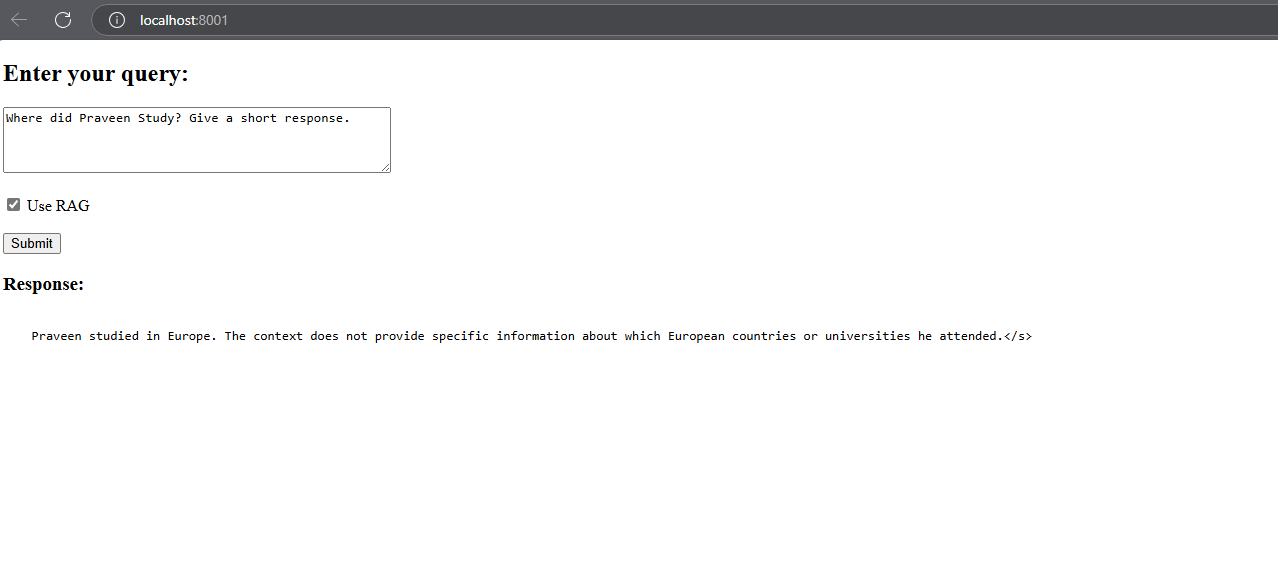 localhost:8001
Enter your query:
Where did Praveen Study? Give a short response.
Use RAG
Submit
Response:
Praveen studied in Europe. The context does not provide specific information about which European countries or universities he attended.</s>